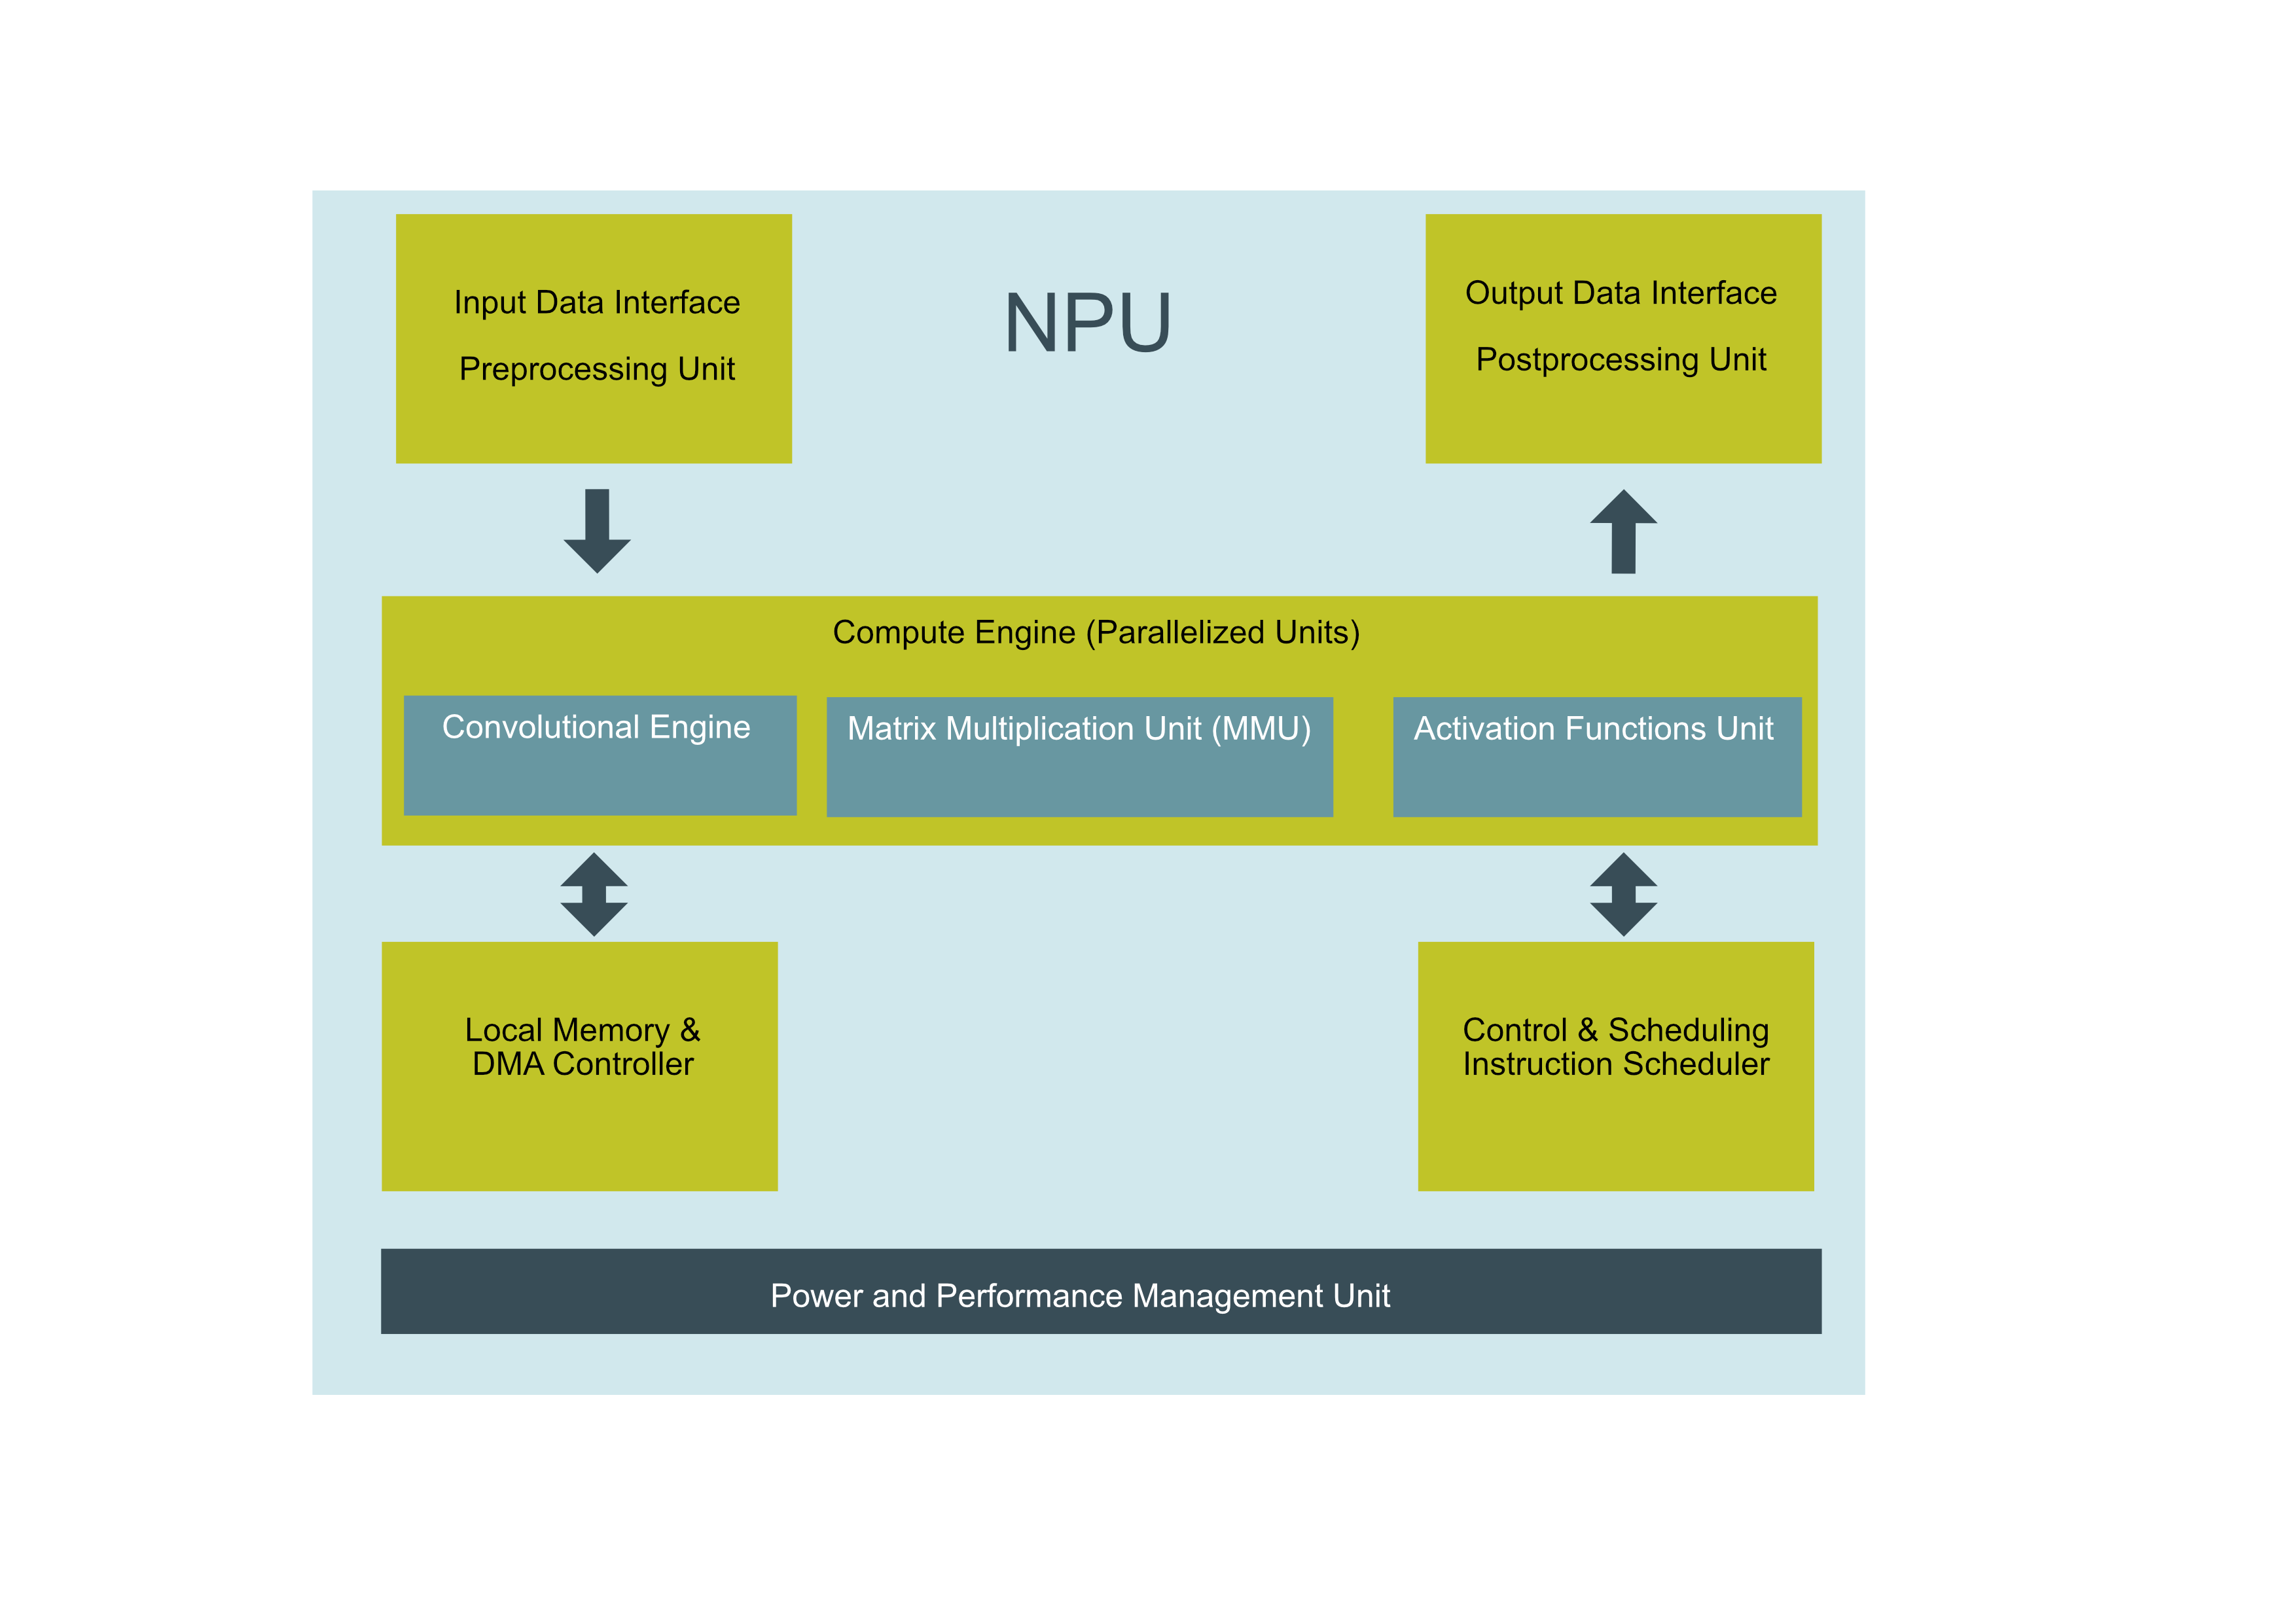 Input Data Interface
Preprocessing Unit
NPU
Output Data Interface
Postprocessing Unit
Compute Engine (Parallelized Units)
Convolutional Engine
Matrix Multiplication Unit (MMU)
Activation Functions Unit
Local Memory &
DMA Controller
Control & Scheduling
Instruction Scheduler
Power and Performance Management Unit